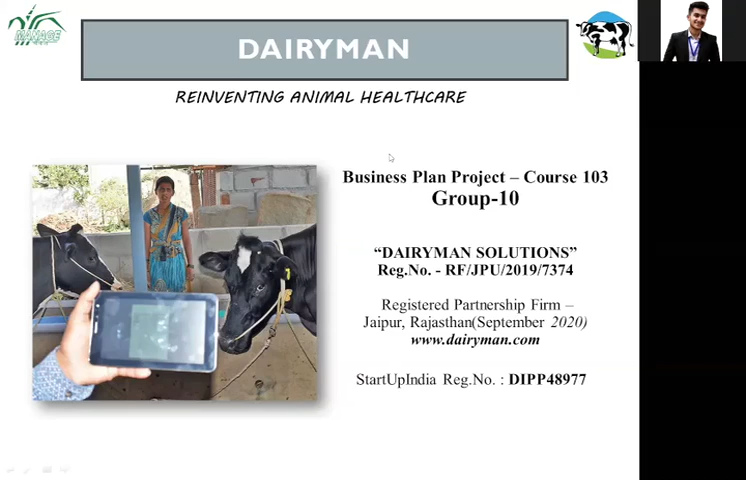 MANAGE
DAIRYMAN
REINVENTING ANIMAL HEALTHCARE
Business Plan Project – Course 103
Group-10
“DAIRYMAN SOLUTIONS”
Reg.No. - RF/JPU/2019/7374
Registered Partnership Firm –
Jaipur, Rajasthan(September 2020)
www.dairyman.com
StartUpIndia Reg.No. : DIPP48977